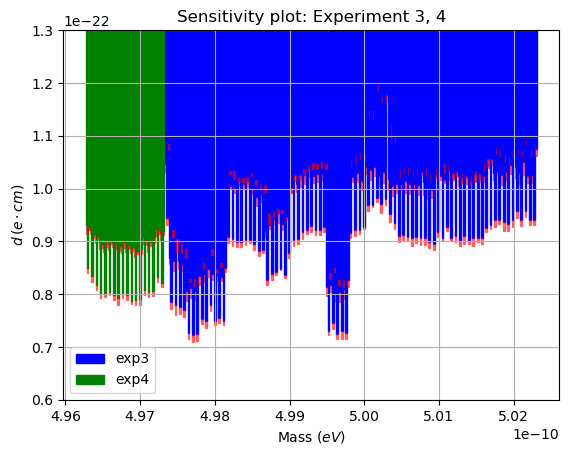 Sensitivity plot: Experiment 3, 4
1e−22
1.3
1.2
1.1
1.0
0.9
0.8
0.7
0.6
d (e · cm)
exp3
exp4
4.96 4.97 4.98 4.99 5.00 5.01 5.02
1e−10
Mass (eV)